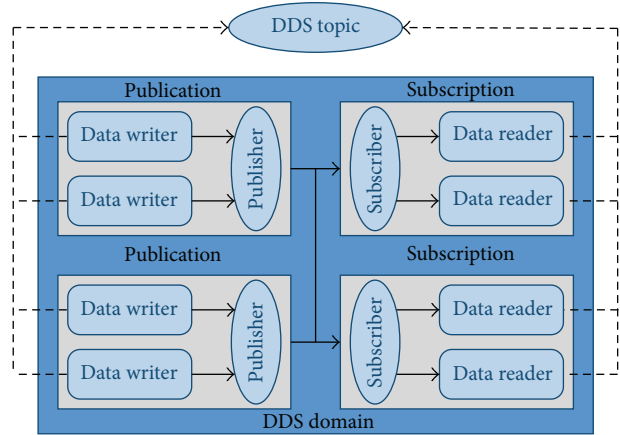 DDS topic
Publication
Subscription
Data writer
Data writer
Publisher
Subscriber
Data reader
Data reader
Publication
Subscription
Data writer
Data writer
Publisher
Subscriber
Data reader
Data reader
DDS domain